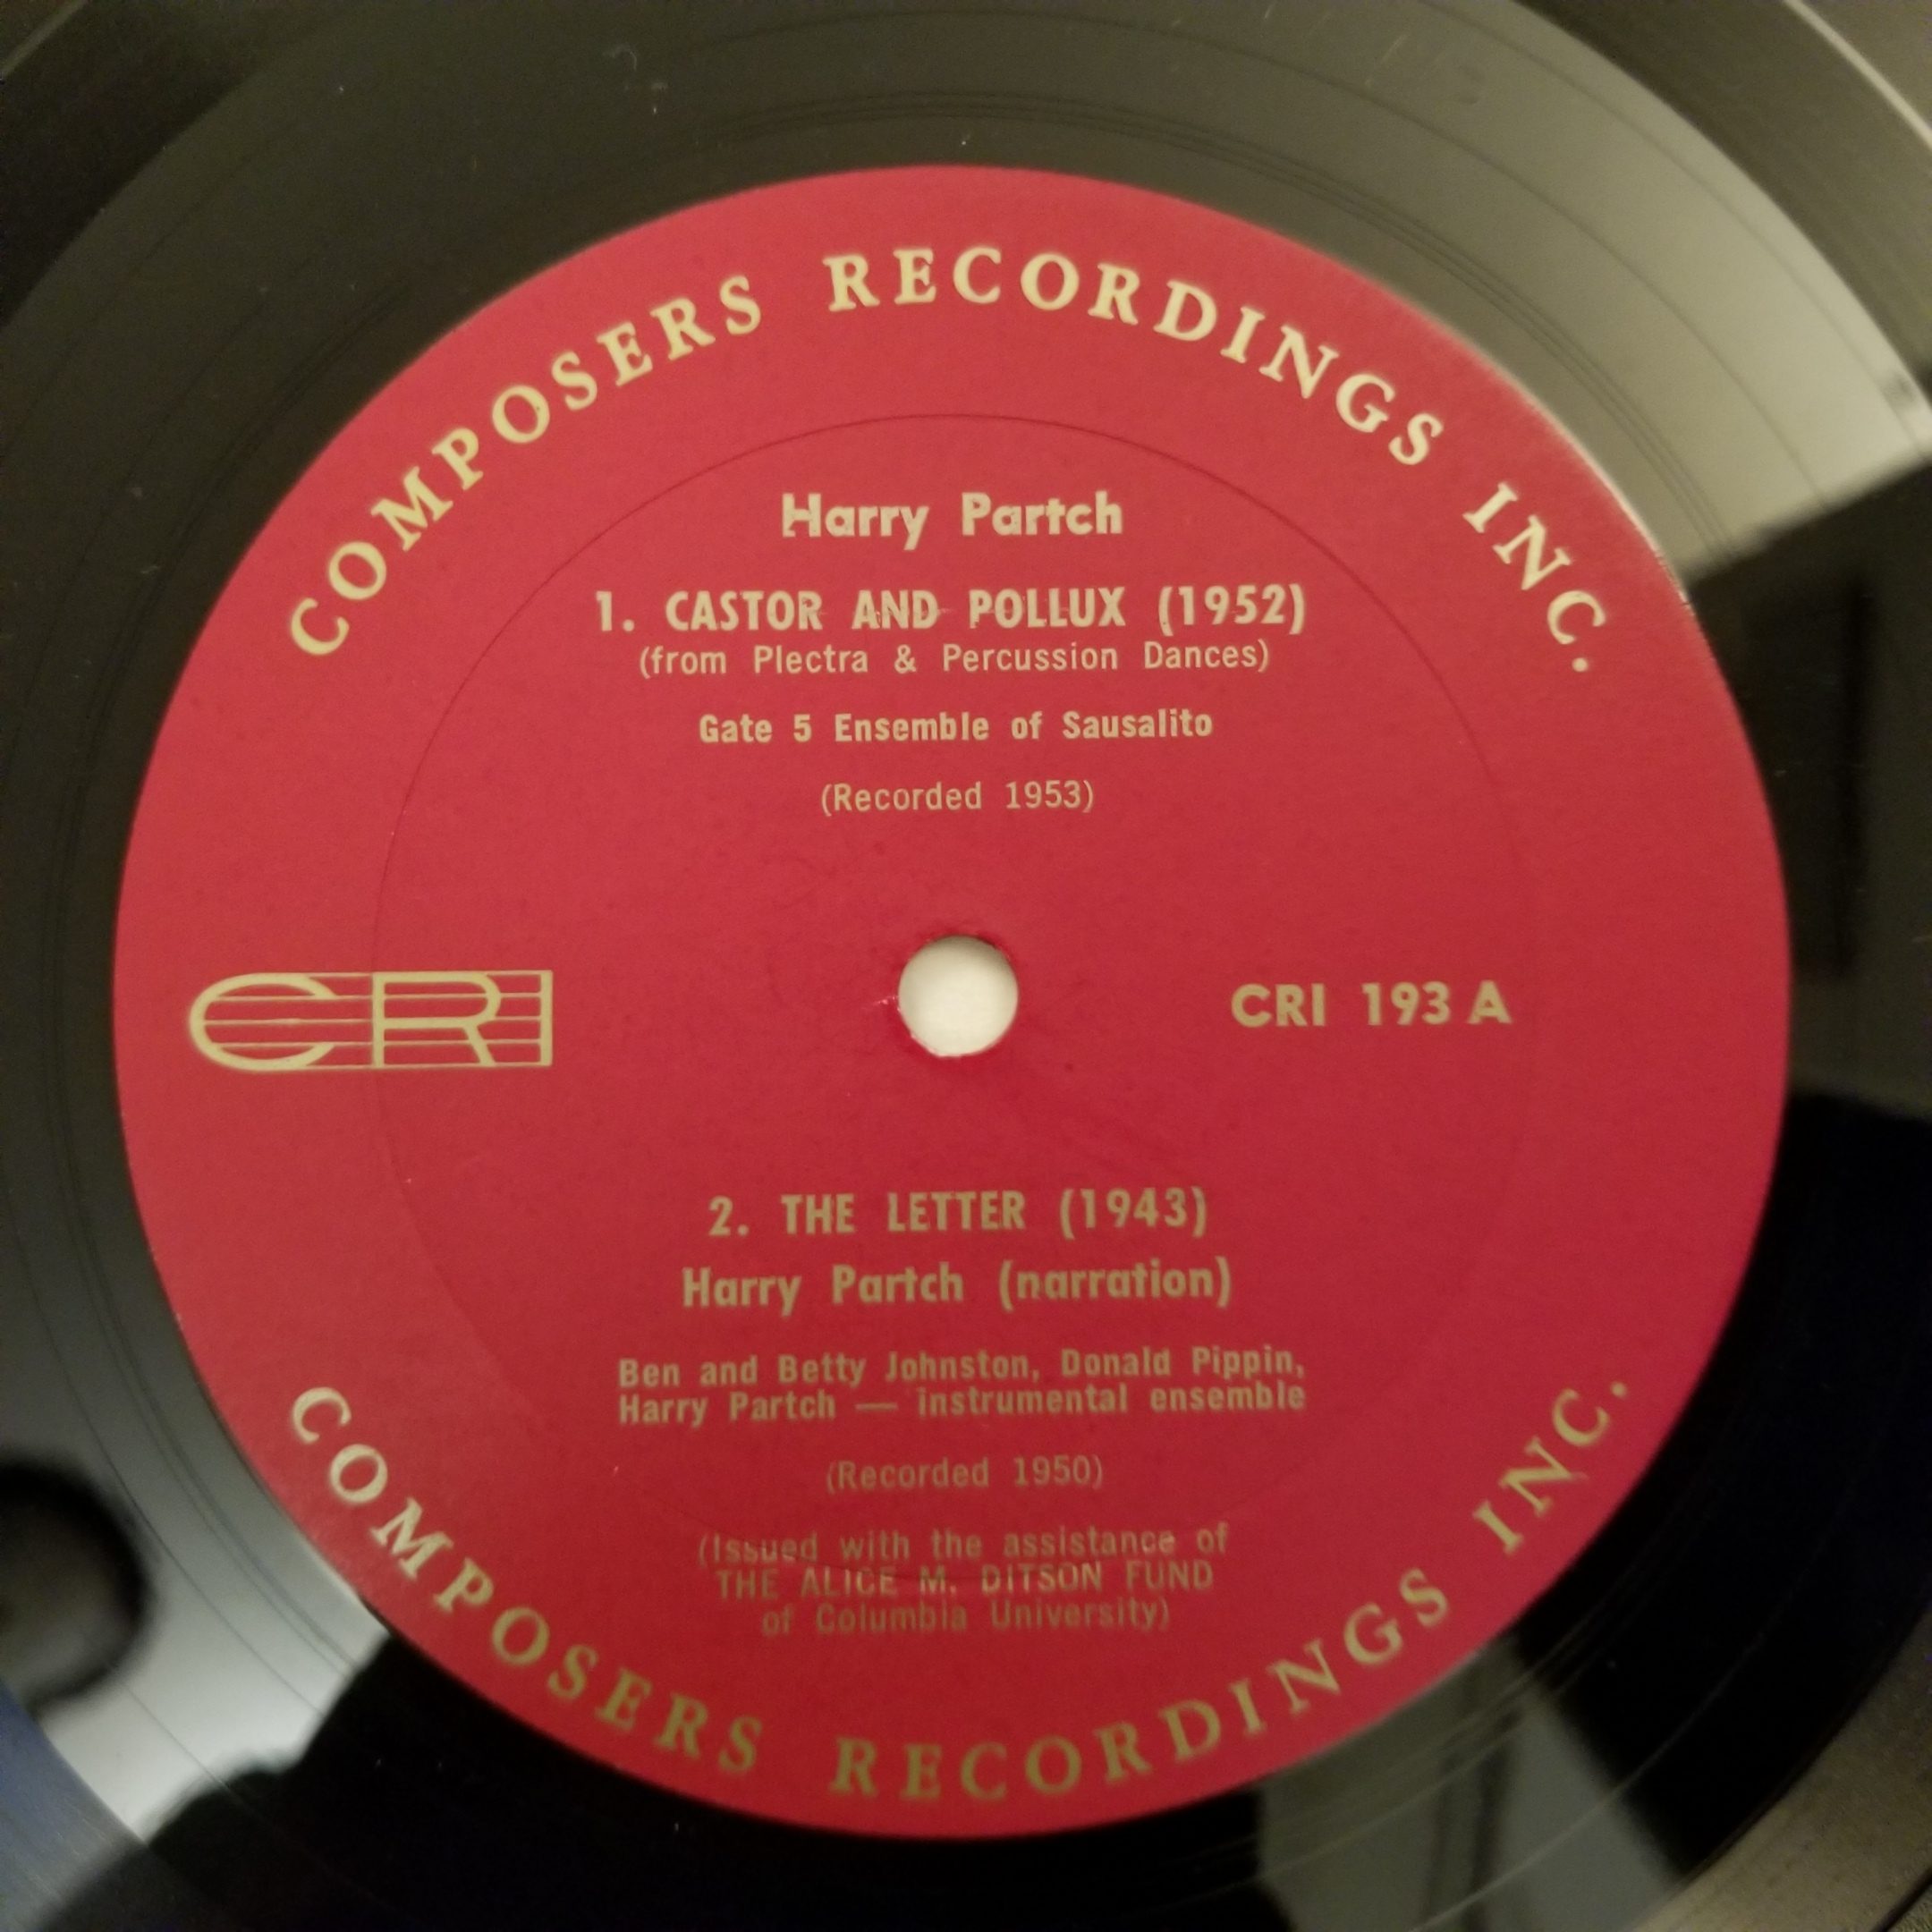 COMPOSERS RECORDINGS INC.
Harry Partch
1. CASTOR AND POLLUX (1952)
(from Plectra & Percussion Dances)
Gate 5 Ensemble of Sausalito
(Recorded 1953)
CRI
CRI 193 A
2. THE LETTER (1943)
Harry Partch (narration)
Ben and Betty Johnston, Donald Pippin,
Harry Partch — instrumental ensemble
(Recorded 1950)
(Issued with the assistance of
THE ALICE M. DITSON FUND
of Columbia University)
COMPOSERS RECORDINGS INC.